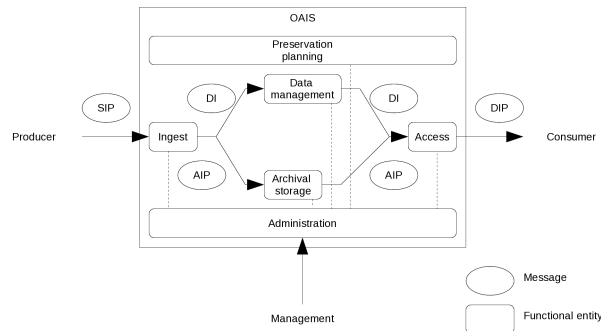 OAIS
Preservation
planning
Data
management
DI
DI
SIP
DIP
Producer
Ingest
Access
Consumer
AIP
Archival
storage
AIP
Administration
Management
Message
Functional entity